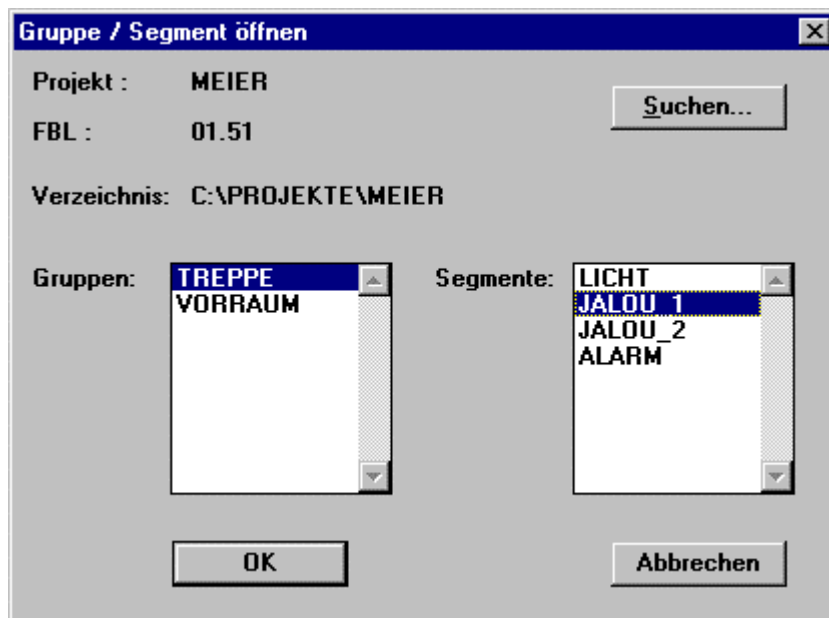 Gruppe / Segment öffnen
Projekt : MEIER
Suchen...
FBL : 01.51
Verzeichnis: C:\PROJEKTE\MEIER
Gruppen: TREPPE
VORRAUM
Segmente: LICHT
JALOU_1
JALOU_2
ALARM
OK
Abbrechen